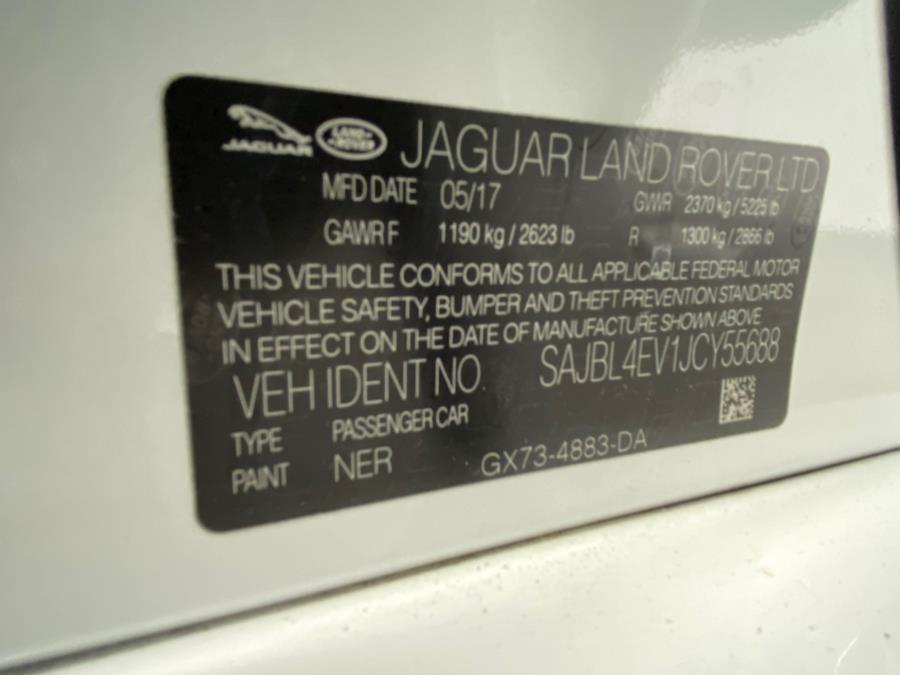 JAGUAR LAND ROVER JAGUAR LAND ROVER LTD
MFD DATE 05/17 GVWR 2370 kg / 5225 lb
GAWR F 1190 kg / 2623 lb R 1300 kg / 2866 lb
THIS VEHICLE CONFORMS TO ALL APPLICABLE FEDERAL MOTOR
VEHICLE SAFETY, BUMPER AND THEFT PREVENTION STANDARDS
IN EFFECT ON THE DATE OF MANUFACTURE SHOWN ABOVE
VEH IDENT NO. SAJBL4EV1JCY55688
TYPE PASSENGER CAR
PAINT NER GX73-4883-DA